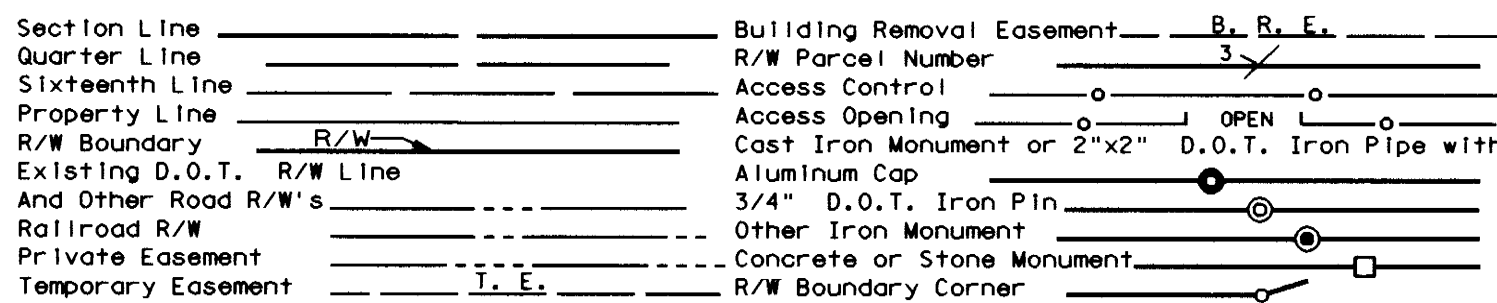 Section Line
Quarter Line
Sixteenth Line
Property Line
R/W Boundary R/W
Existing D.O.T. R/W Line
And Other Road R/W's
Railroad R/W
Private Easement
Temporary Easement T. E.
Building Removal Easement B. R. E.
R/W Parcel Number 3
Access Control
Access Opening OPEN
Cast Iron Monument or 2"x2" D.O.T. Iron Pipe with
Aluminum Cap
3/4" D.O.T. Iron Pin
Other Iron Monument
Concrete or Stone Monument
R/W Boundary Corner